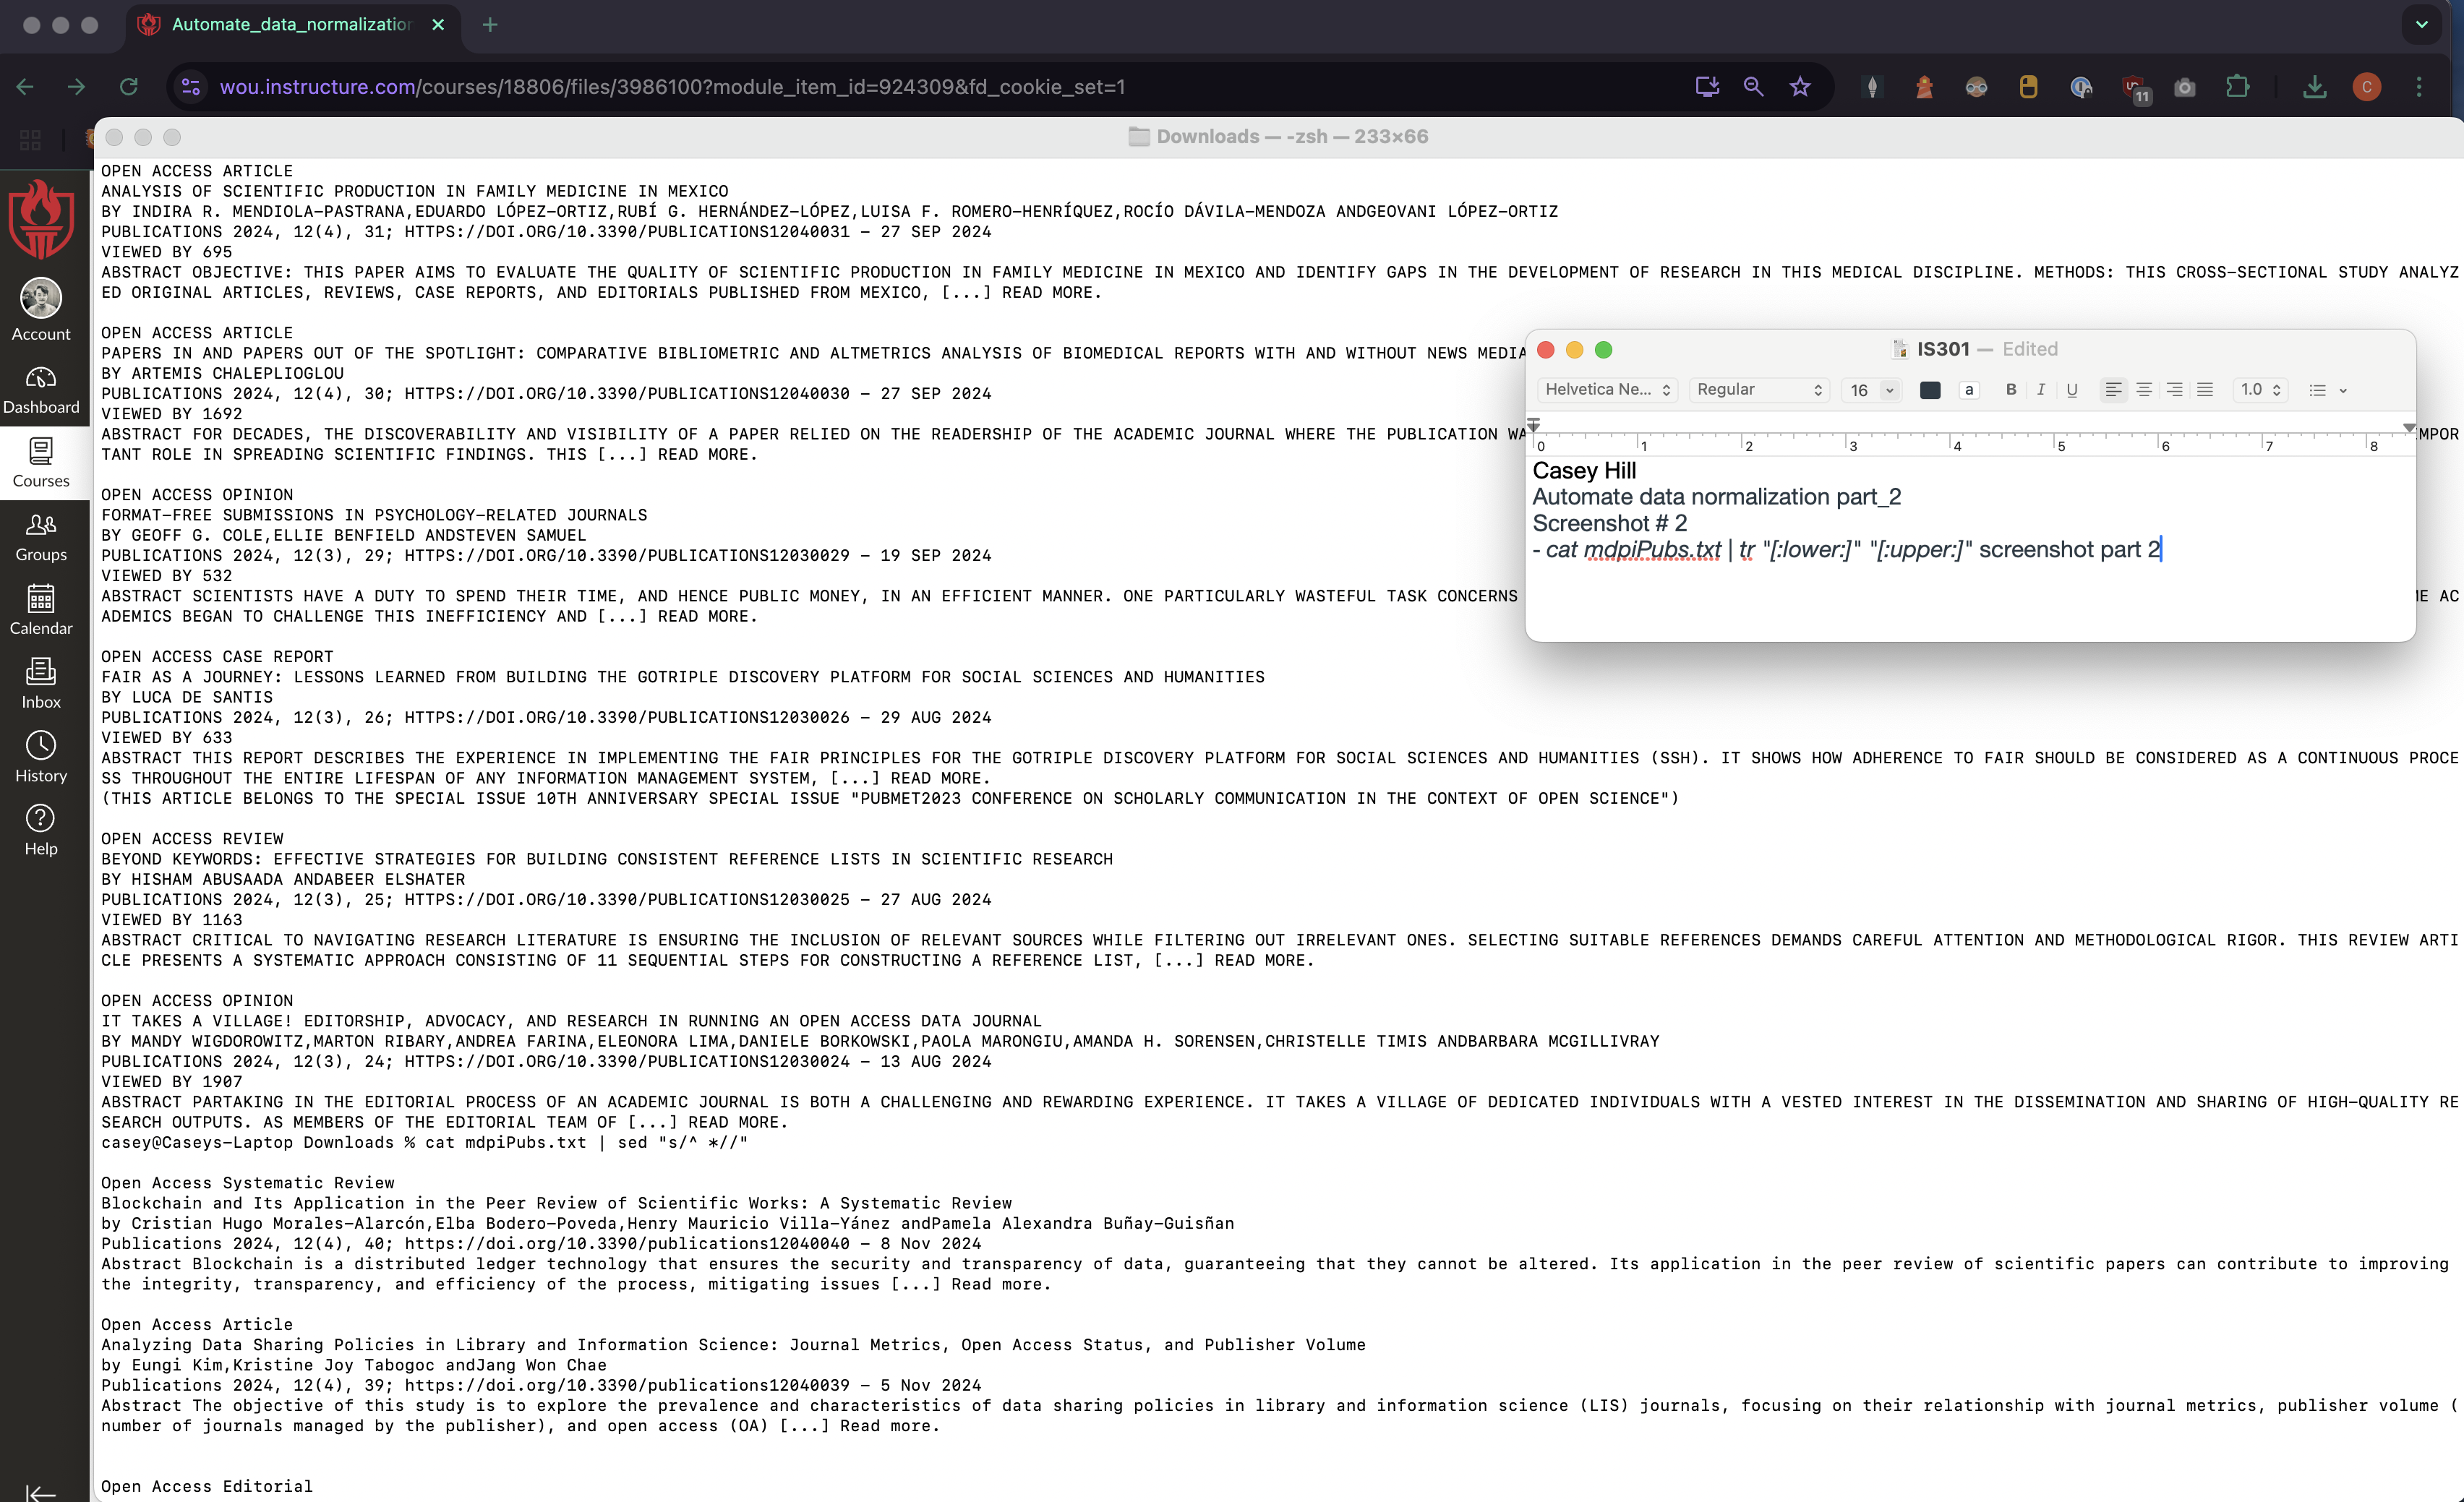 Automate_data_normalization
wou.instructure.com/courses/18806/files/3986100?module_item_id=924309&fd_cookie_set=1
11
C
Downloads — -zsh — 233×66
Account
Dashboard
Courses
Groups
Calendar
Inbox
History
Help
OPEN ACCESS ARTICLE
ANALYSIS OF SCIENTIFIC PRODUCTION IN FAMILY MEDICINE IN MEXICO
BY INDIRA R. MENDIOLA-PASTRANA,EDUARDO LÓPEZ-ORTIZ,RUBÍ G. HERNÁNDEZ-LÓPEZ,LUISA F. ROMERO-HENRÍQUEZ,ROCÍO DÁVILA-MENDOZA ANDGEOVANI LÓPEZ-ORTIZ
PUBLICATIONS 2024, 12(4), 31; HTTPS://DOI.ORG/10.3390/PUBLICATIONS12040031 – 27 SEP 2024
VIEWED BY 695
ABSTRACT OBJECTIVE: THIS PAPER AIMS TO EVALUATE THE QUALITY OF SCIENTIFIC PRODUCTION IN FAMILY MEDICINE IN MEXICO AND IDENTIFY GAPS IN THE DEVELOPMENT OF RESEARCH IN THIS MEDICAL DISCIPLINE. METHODS: THIS CROSS-SECTIONAL STUDY ANALYZ
ED ORIGINAL ARTICLES, REVIEWS, CASE REPORTS, AND EDITORIALS PUBLISHED FROM MEXICO, [...] READ MORE.
OPEN ACCESS ARTICLE
PAPERS IN AND PAPERS OUT OF THE SPOTLIGHT: COMPARATIVE BIBLIOMETRIC AND ALTMETRICS ANALYSIS OF BIOMEDICAL REPORTS WITH AND WITHOUT NEWS MEDIA
BY ARTEMIS CHALEPLIOGLOU
PUBLICATIONS 2024, 12(4), 30; HTTPS://DOI.ORG/10.3390/PUBLICATIONS12040030 – 27 SEP 2024
VIEWED BY 1692
ABSTRACT FOR DECADES, THE DISCOVERABILITY AND VISIBILITY OF A PAPER RELIED ON THE READERSHIP OF THE ACADEMIC JOURNAL WHERE THE PUBLICATION WA MPOR
TANT ROLE IN SPREADING SCIENTIFIC FINDINGS. THIS [...] READ MORE.
OPEN ACCESS OPINION
FORMAT-FREE SUBMISSIONS IN PSYCHOLOGY-RELATED JOURNALS
BY GEOFF G. COLE,ELLIE BENFIELD ANDSTEVEN SAMUEL
PUBLICATIONS 2024, 12(3), 29; HTTPS://DOI.ORG/10.3390/PUBLICATIONS12030029 – 19 SEP 2024
VIEWED BY 532
ABSTRACT SCIENTISTS HAVE A DUTY TO SPEND THEIR TIME, AND HENCE PUBLIC MONEY, IN AN EFFICIENT MANNER. ONE PARTICULARLY WASTEFUL TASK CONCERNS ME AC
ADEMICS BEGAN TO CHALLENGE THIS INEFFICIENCY AND [...] READ MORE.
OPEN ACCESS CASE REPORT
FAIR AS A JOURNEY: LESSONS LEARNED FROM BUILDING THE GOTRIPLE DISCOVERY PLATFORM FOR SOCIAL SCIENCES AND HUMANITIES
BY LUCA DE SANTIS
PUBLICATIONS 2024, 12(3), 26; HTTPS://DOI.ORG/10.3390/PUBLICATIONS12030026 – 29 AUG 2024
VIEWED BY 633
ABSTRACT THIS REPORT DESCRIBES THE EXPERIENCE IN IMPLEMENTING THE FAIR PRINCIPLES FOR THE GOTRIPLE DISCOVERY PLATFORM FOR SOCIAL SCIENCES AND HUMANITIES (SSH). IT SHOWS HOW ADHERENCE TO FAIR SHOULD BE CONSIDERED AS A CONTINUOUS PROCE
SS THROUGHOUT THE ENTIRE LIFESPAN OF ANY INFORMATION MANAGEMENT SYSTEM, [...] READ MORE.
(THIS ARTICLE BELONGS TO THE SPECIAL ISSUE 10TH ANNIVERSARY SPECIAL ISSUE "PUBMET2023 CONFERENCE ON SCHOLARLY COMMUNICATION IN THE CONTEXT OF OPEN SCIENCE")
OPEN ACCESS REVIEW
BEYOND KEYWORDS: EFFECTIVE STRATEGIES FOR BUILDING CONSISTENT REFERENCE LISTS IN SCIENTIFIC RESEARCH
BY HISHAM ABUSAADA ANDABEER ELSHATER
PUBLICATIONS 2024, 12(3), 25; HTTPS://DOI.ORG/10.3390/PUBLICATIONS12030025 – 27 AUG 2024
VIEWED BY 1163
ABSTRACT CRITICAL TO NAVIGATING RESEARCH LITERATURE IS ENSURING THE INCLUSION OF RELEVANT SOURCES WHILE FILTERING OUT IRRELEVANT ONES. SELECTING SUITABLE REFERENCES DEMANDS CAREFUL ATTENTION AND METHODOLOGICAL RIGOR. THIS REVIEW ARTI
CLE PRESENTS A SYSTEMATIC APPROACH CONSISTING OF 11 SEQUENTIAL STEPS FOR CONSTRUCTING A REFERENCE LIST, [...] READ MORE.
OPEN ACCESS OPINION
IT TAKES A VILLAGE! EDITORSHIP, ADVOCACY, AND RESEARCH IN RUNNING AN OPEN ACCESS DATA JOURNAL
BY MANDY WIGDOROWITZ,MARTON RIBARY,ANDREA FARINA,ELEONORA LIMA,DANIELE BORKOWSKI,PAOLA MARONGIU,AMANDA H. SORENSEN,CHRISTELLE TIMIS ANDBARBARA MCGILLIVRAY
PUBLICATIONS 2024, 12(3), 24; HTTPS://DOI.ORG/10.3390/PUBLICATIONS12030024 – 13 AUG 2024
VIEWED BY 1907
ABSTRACT PARTAKING IN THE EDITORIAL PROCESS OF AN ACADEMIC JOURNAL IS BOTH A CHALLENGING AND REWARDING EXPERIENCE. IT TAKES A VILLAGE OF DEDICATED INDIVIDUALS WITH A VESTED INTEREST IN THE DISSEMINATION AND SHARING OF HIGH-QUALITY RE
SEARCH OUTPUTS. AS MEMBERS OF THE EDITORIAL TEAM OF [...] READ MORE.
casey@Caseys-Laptop Downloads % cat mdpiPubs.txt | sed "s/^ *//"
Open Access Systematic Review
Blockchain and Its Application in the Peer Review of Scientific Works: A Systematic Review
by Cristian Hugo Morales-Alarcón,Elba Bodero-Poveda,Henry Mauricio Villa-Yánez andPamela Alexandra Buñay-Guisñan
Publications 2024, 12(4), 40; https://doi.org/10.3390/publications12040040 – 8 Nov 2024
Abstract Blockchain is a distributed ledger technology that ensures the security and transparency of data, guaranteeing that they cannot be altered. Its application in the peer review of scientific papers can contribute to improving
the integrity, transparency, and efficiency of the process, mitigating issues [...] Read more.
Open Access Article
Analyzing Data Sharing Policies in Library and Information Science: Journal Metrics, Open Access Status, and Publisher Volume
by Eungi Kim,Kristine Joy Tabogoc andJang Won Chae
Publications 2024, 12(4), 39; https://doi.org/10.3390/publications12040039 – 5 Nov 2024
Abstract The objective of this study is to explore the prevalence and characteristics of data sharing policies in library and information science (LIS) journals, focusing on their relationship with journal metrics, publisher volume (
number of journals managed by the publisher), and open access (OA) [...] Read more.
Open Access Editorial
IS301 — Edited
Helvetica Ne... Regular 16 a B I U 1.0
0 1 2 3 4 5 6 7 8
Casey Hill
Automate data normalization part_2
Screenshot # 2
- cat mdpiPubs.txt | tr "[:lower:]" "[:upper:]" screenshot part 2